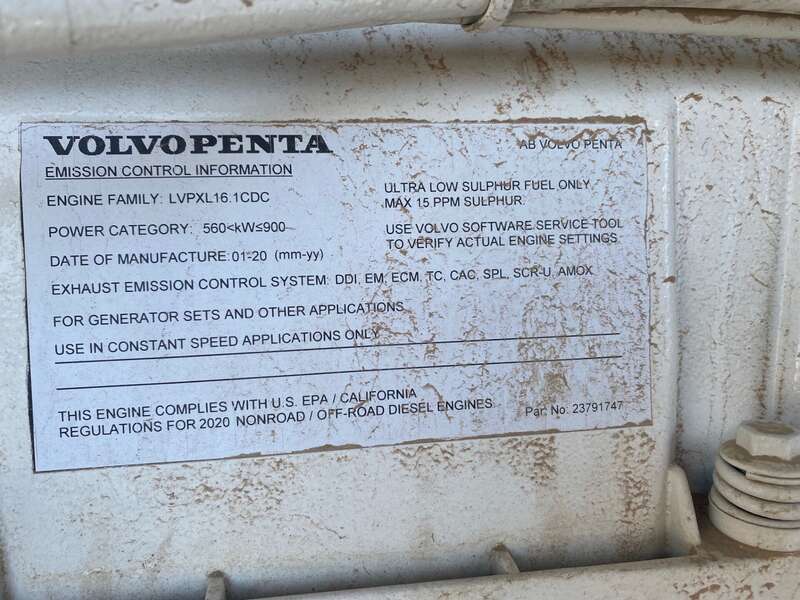 VOLVO PENTA
AB VOLVO PENTA
EMISSION CONTROL INFORMATION
ENGINE FAMILY: LVPXL16.1CDC
ULTRA LOW SULPHUR FUEL ONLY
MAX 15 PPM SULPHUR.
POWER CATEGORY: 560<kW≤900
USE VOLVO SOFTWARE SERVICE TOOL
TO VERIFY ACTUAL ENGINE SETTINGS
DATE OF MANUFACTURE: 01-20 (mm-yy)
EXHAUST EMISSION CONTROL SYSTEM: DDI, EM, ECM, TC, CAC, SPL, SCR-U, AMOX
FOR GENERATOR SETS AND OTHER APPLICATIONS
USE IN CONSTANT SPEED APPLICATIONS ONLY
THIS ENGINE COMPLIES WITH U.S. EPA / CALIFORNIA
REGULATIONS FOR 2020 NONROAD / OFF-ROAD DIESEL ENGINES
Part No: 23791747